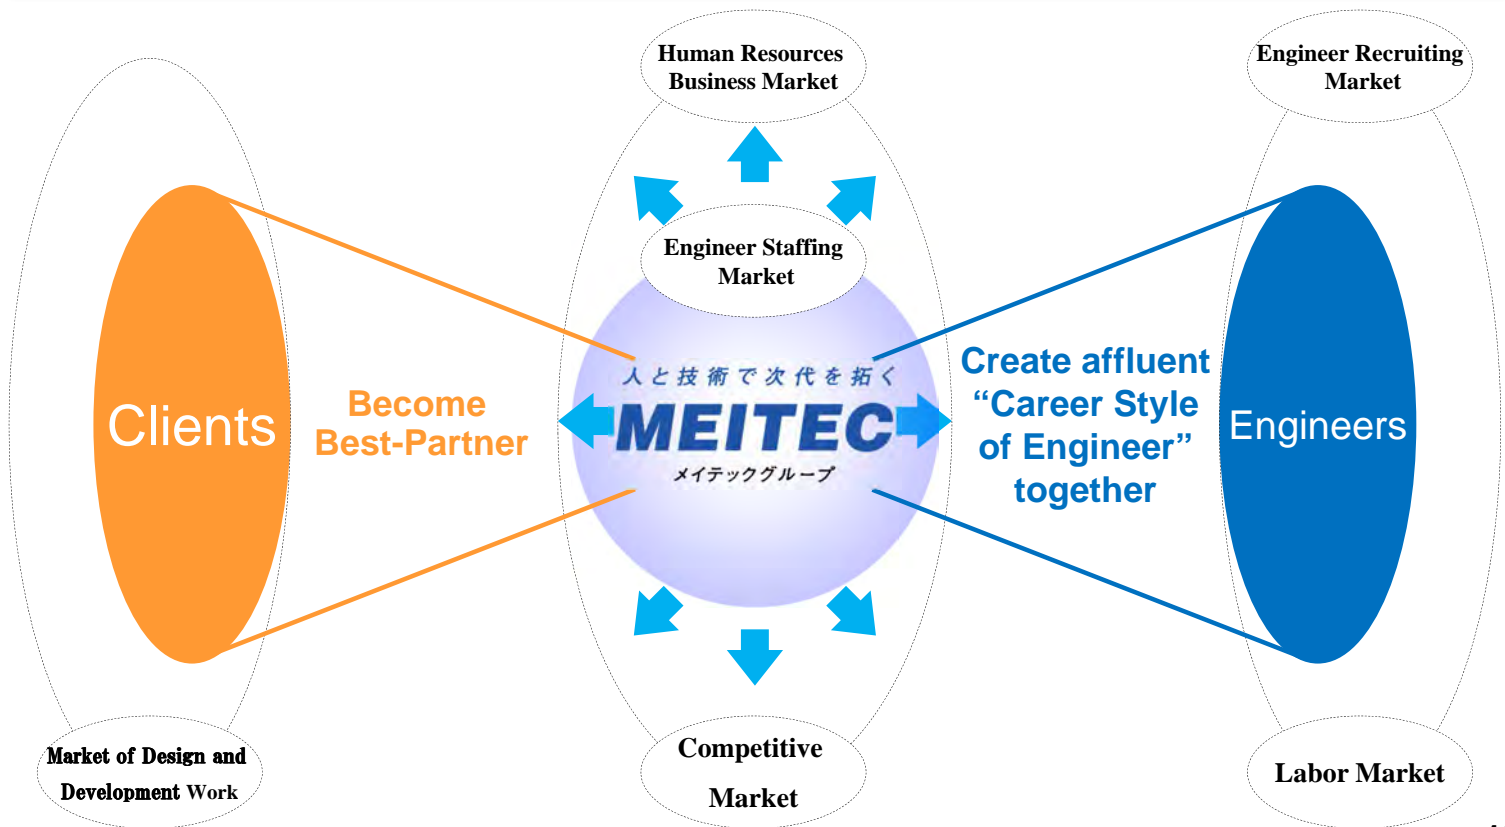 Human Resources
Business Market
Engineer Recruiting
Market
Engineer Staffing
Market
人と技術で次代を拓く
MEITEC
メイテックグループ
Clients
Become
Best-Partner
Create affluent
“Career Style
of Engineer”
together
Engineers
Market of Design and
Development Work
Competitive
Market
Labor Market